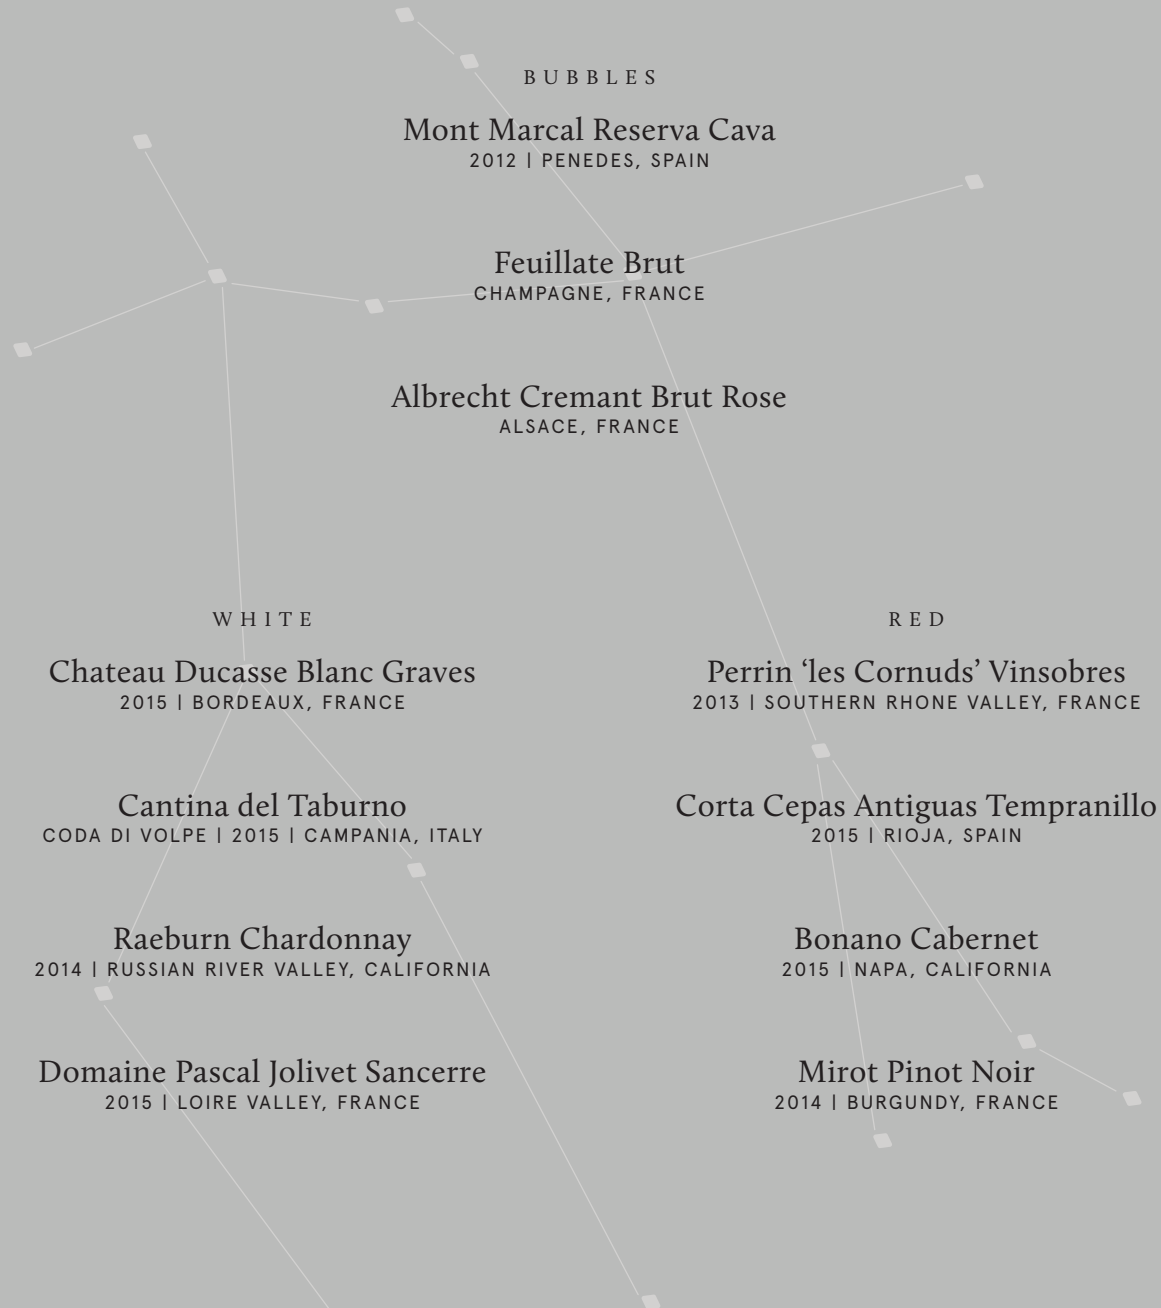 BUBBLES
Mont Marcal Reserva Cava
2012 | PENEDES, SPAIN
Feuillate Brut
CHAMPAGNE, FRANCE
Albrecht Cremant Brut Rose
ALSACE, FRANCE
WHITE
Chateau Ducasse Blanc Graves
2015 | BORDEAUX, FRANCE
Cantina del Taburno
CODA DI VOLPE | 2015 | CAMPANIA, ITALY
Raeburn Chardonnay
2014 | RUSSIAN RIVER VALLEY, CALIFORNIA
Domaine Pascal Jolivet Sancerre
2015 | LOIRE VALLEY, FRANCE
RED
Perrin ‘les Cornuds’ Vinsobres
2013 | SOUTHERN RHONE VALLEY, FRANCE
Corta Cepas Antiguas Tempranillo
2015 | RIOJA, SPAIN
Bonano Cabernet
2015 | NAPA, CALIFORNIA
Mirot Pinot Noir
2014 | BURGUNDY, FRANCE